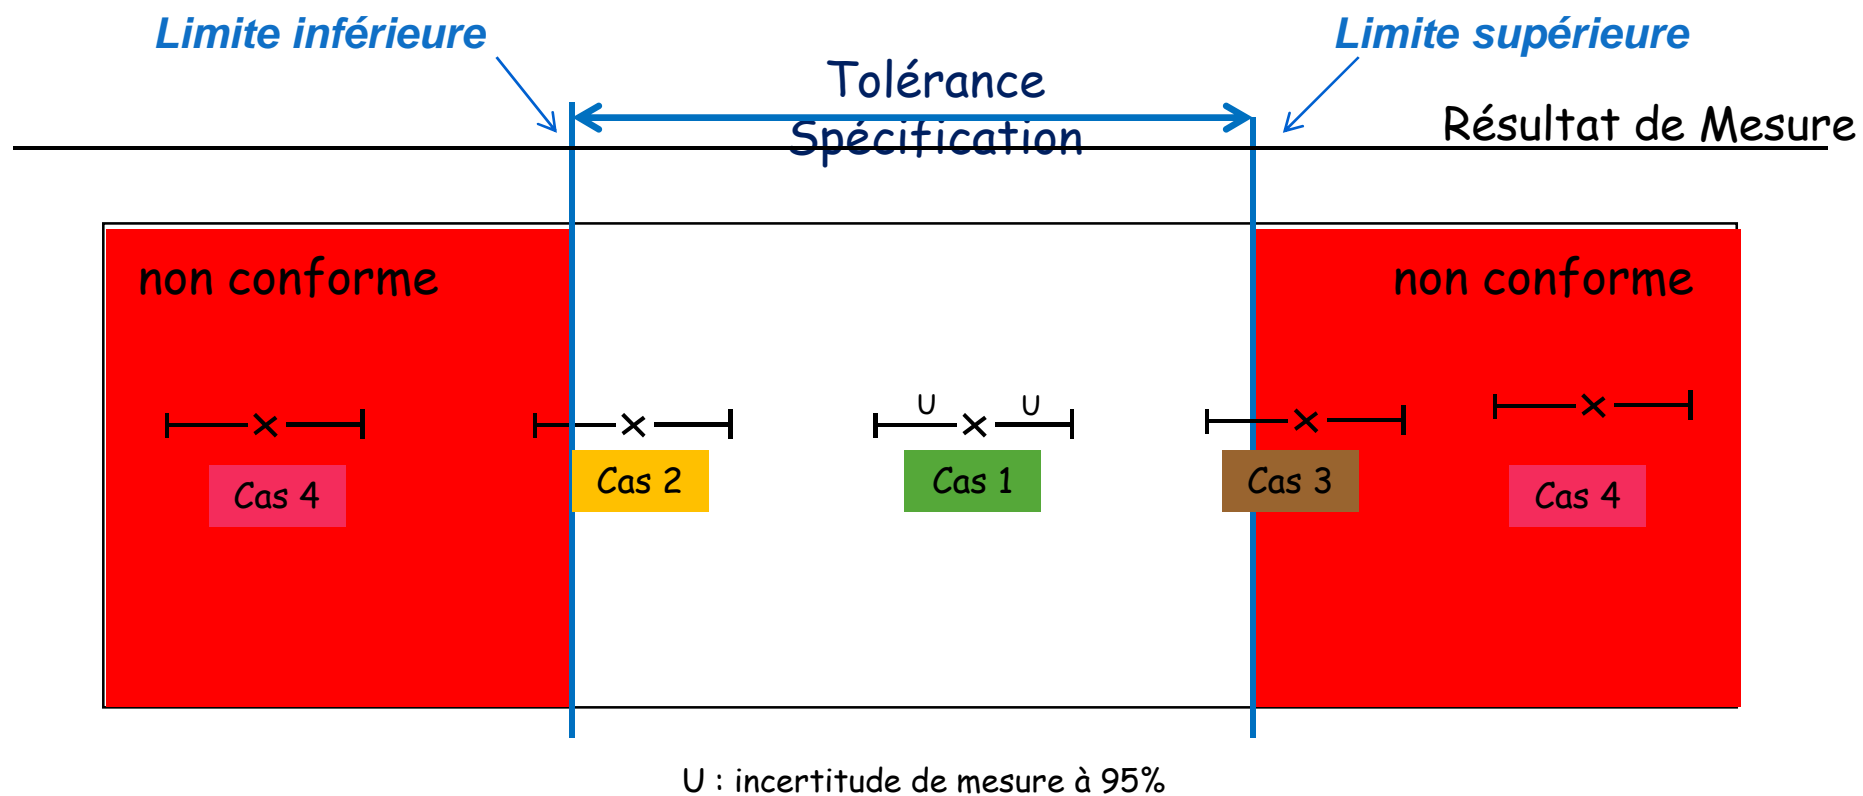 Limite inférieure
Limite supérieure
Tolérance
Spécification
Résultat de Mesure
non conforme
non conforme
U
U
Cas 4
Cas 2
Cas 1
Cas 3
Cas 4
U : incertitude de mesure à 95%